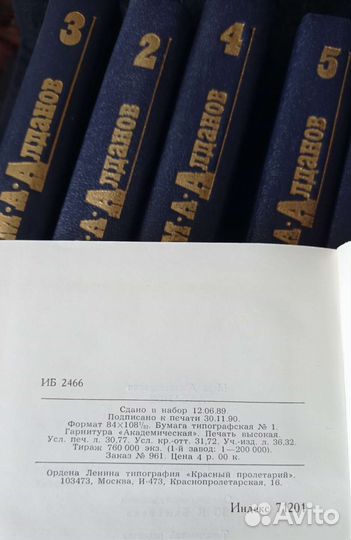 3
М·А·Алданов
2
·А·Алданов
4
М·А·Алданов
5
·А·Алданов
ИБ 2466
Сдано в набор 12.06.89.
Подписано к печати 30.11.90.
Формат 84×108¹/₃₂. Бумага типографская № 1.
Гарнитура «Академическая». Печать высокая.
Усл. печ. л. 30,77. Усл. кр.-отт. 31,72. Уч.-изд. л. 36,32.
Тираж 760 000 экз. (1-й завод: 1—200 000).
Заказ № 961. Цена 4 р. 00 к.
Ордена Ленина типография «Красный пролетарий».
103473, Москва, И-473, Краснопролетарская, 16.
Индекс 7|201
Avito